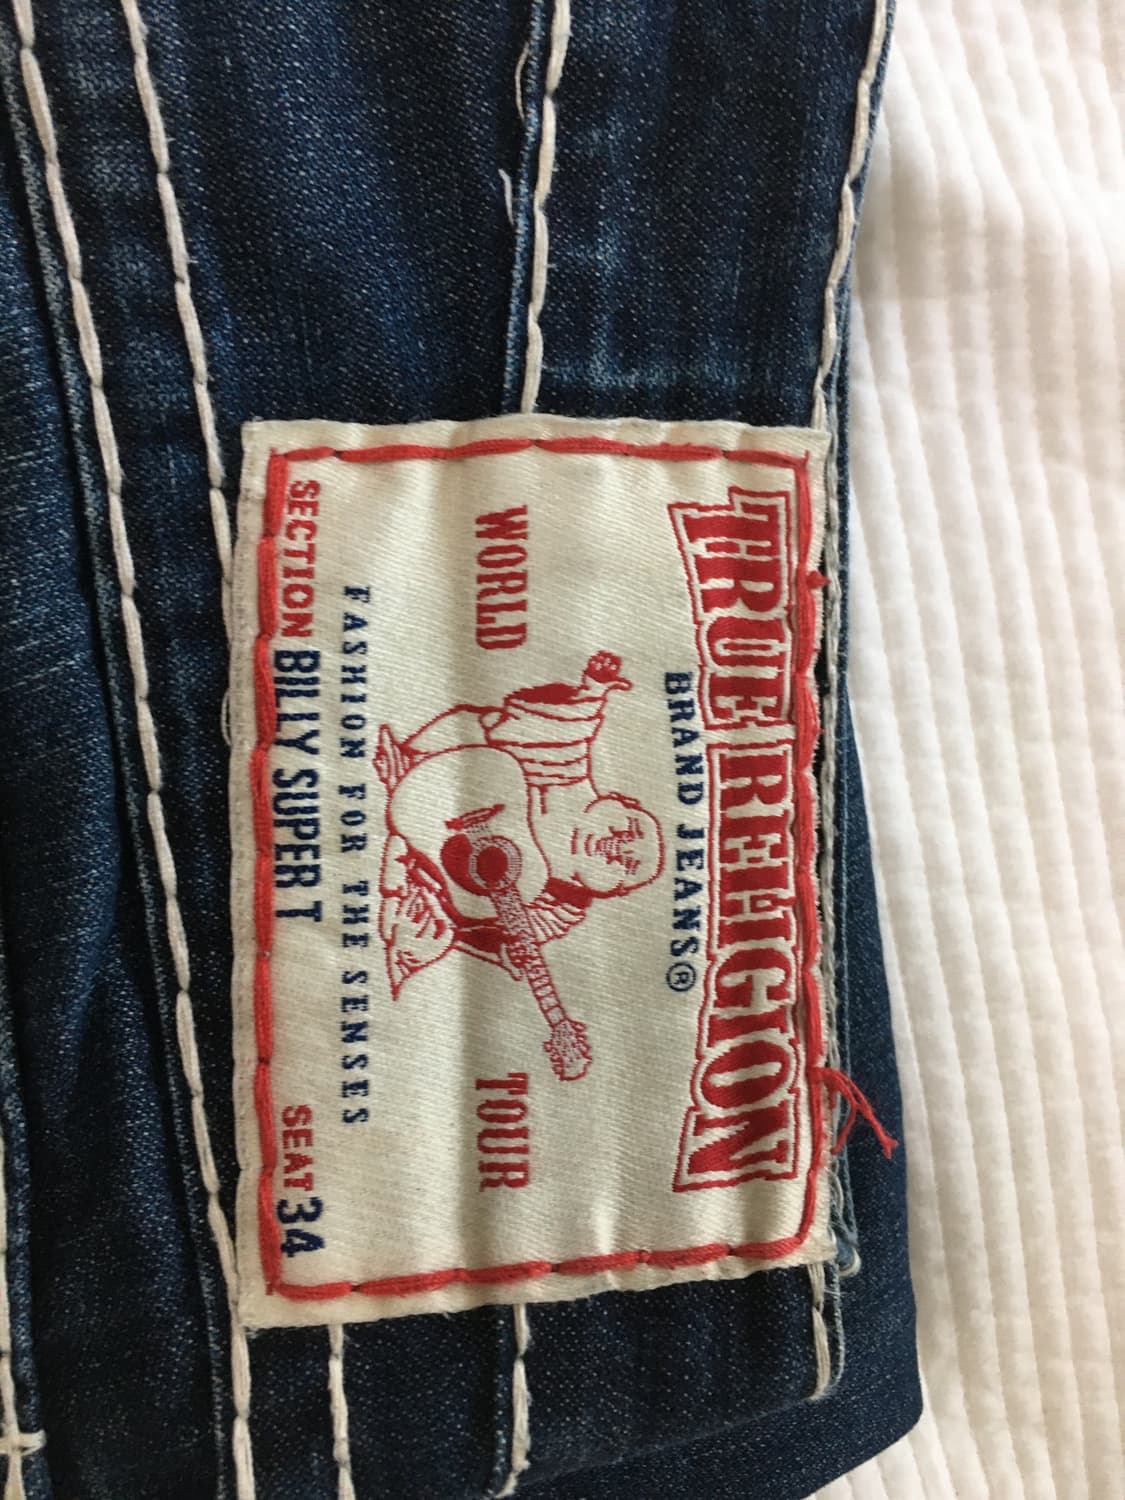 TRUE RELIGION
BRAND JEANS®
WORLD TOUR
FASHION FOR THE SENSES
SECTION BILLY SUPER T SEAT 34